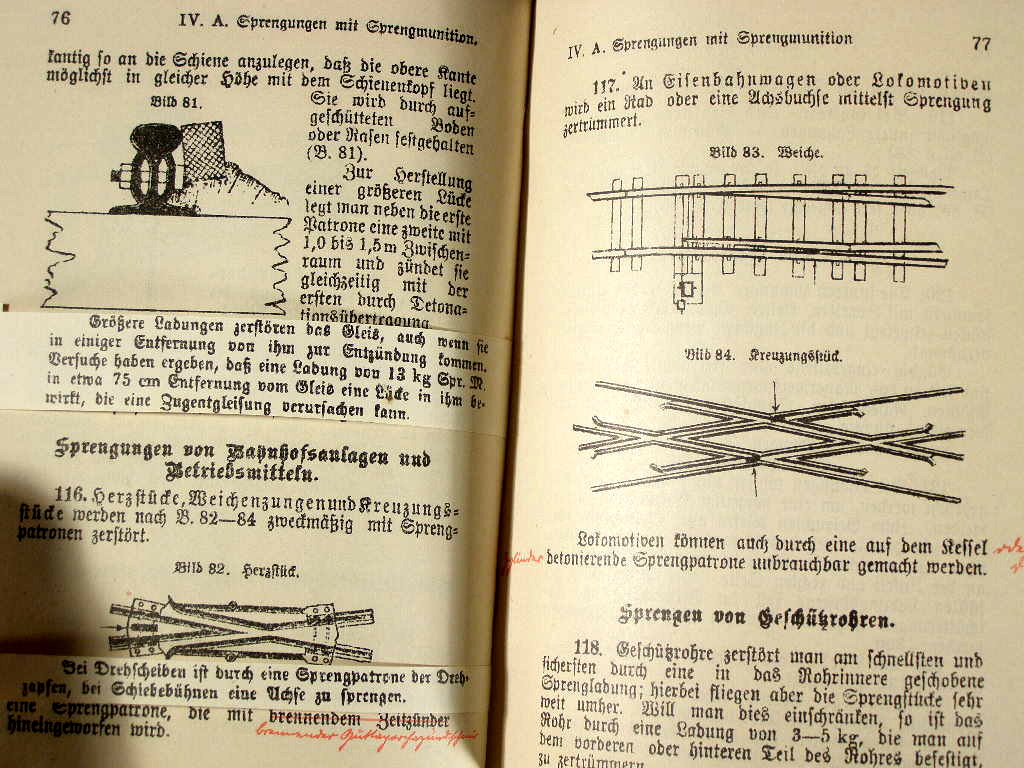 76
IV. A. Sprengungen mit Sprengmunition.
kantig so an die Schiene anzulegen, daß die obere Kante
möglichst in gleicher Höhe mit dem Schienenkopf liegt.
Bild 81.
Sie wird durch auf-
geschütteten Boden
oder Rasen festgehalten
(B. 81).
Zur Herstellung
einer größeren Lücke
legt man neben die erste
Patrone eine zweite mit
1,0 bis 1,5 m Zwischen-
raum und zündet sie
gleichzeitig mit der
ersten durch Detona-
tionsübertragung.
Größere Ladungen zerstören das Gleis, auch wenn sie
in einiger Entfernung von ihm zur Entzündung kommen.
Versuche haben ergeben, daß eine Ladung von 13 kg Spr. M.
in etwa 75 cm Entfernung vom Gleis eine Lücke in ihm be-
wirkt, die eine Zugentgleisung verursachen kann.
Sprengungen von Bahnhofsanlagen und
Betriebsmitteln.
116. Herzstücke, Weichenzungen und Kreuzungs-
stücke werden nach B. 82—84 zweckmäßig mit Spreng-
patronen zerstört.
Bild 82. Herzstück.
Bei Drehscheiben ist durch eine Sprengpatrone der Dreh-
zapfen, bei Schiebebühnen eine Achse zu sprengen.
eine Sprengpatrone, die mit brennendem Zeitzünder
brennender
hineingeworfen wird.
IV. A. Sprengungen mit Sprengmunition
77
117. An Eisenbahnwagen oder Lokomotiven
wird ein Rad oder eine Achsbuchse mittelst Sprengung
zertrümmert.
Bild 83. Weiche.
Bild 84. Kreuzungsstück.
Lokomotiven können auch durch eine auf dem Kessel
oder
zylinder
detonierende Sprengpatrone unbrauchbar gemacht werden.
Sprengen von Geschützrohren.
118. Geschützrohre zerstört man am schnellsten und
sichersten durch eine in das Rohrinnere geschobene
Sprengladung; hierbei fliegen aber die Sprengstücke sehr
weit umher. Will man dies einschränken, so ist das
Rohr durch eine Ladung von 3—5 kg, die man auf
dem vorderen oder hinteren Teil des Rohres befestigt,
zu zertrümmern